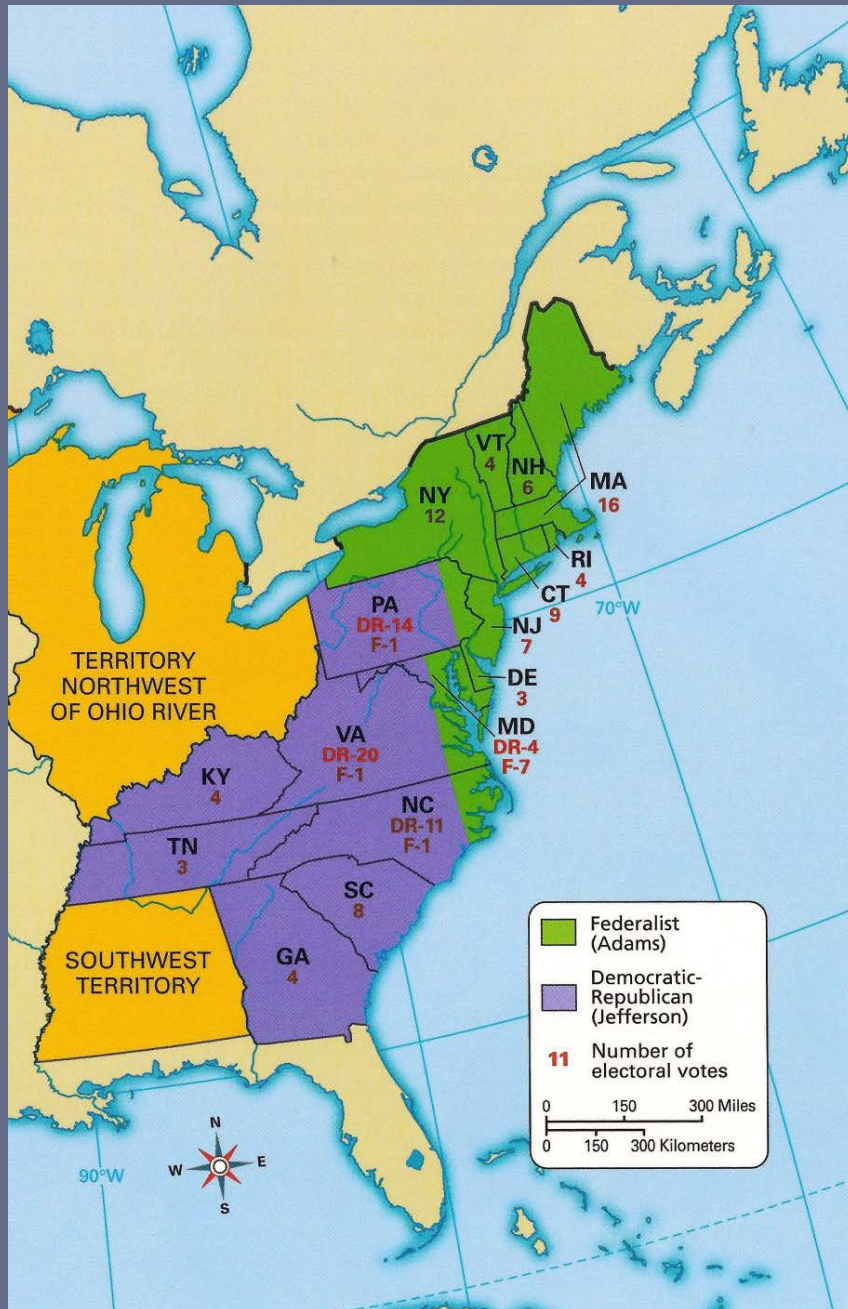 VT
4
NH
6
NY
12
MA
16
RI
4
CT
9
70°W
NJ
7
PA
DR-14
F-1
DE
3
MD
DR-4
F-7
TERRITORY
NORTHWEST
OF OHIO RIVER
VA
DR-20
F-1
KY
4
NC
DR-11
F-1
TN
3
SC
8
GA
4
SOUTHWEST
TERRITORY
Federalist
(Adams)
Democratic-
Republican
(Jefferson)
11 Number of
electoral votes
0 150 300 Miles
0 150 300 Kilometers
N
W E
S
90°W